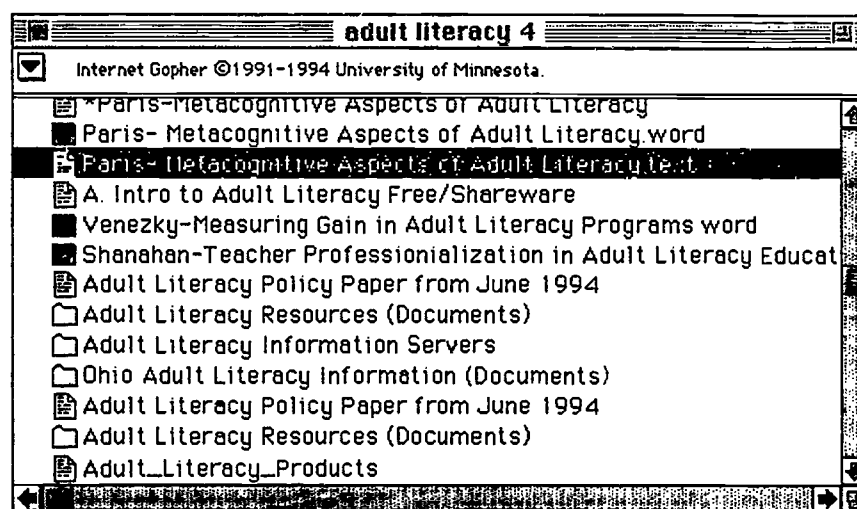 adult literacy 4
Internet Gopher ©1991-1994 University of Minnesota.
*Paris-Metacognitive Aspects of Adult Literacy
Paris- Metacognitive Aspects of Adult Literacy.word
Paris- Metacognitive Aspects of Adult Literacy.text
A. Intro to Adult Literacy Free/Shareware
Venezky-Measuring Gain in Adult Literacy Programs word
Shanahan-Teacher Professionialization in Adult Literacy Educat
Adult Literacy Policy Paper from June 1994
Adult Literacy Resources (Documents)
Adult Literacy Information Servers
Ohio Adult Literacy Information (Documents)
Adult Literacy Policy Paper from June 1994
Adult Literacy Resources (Documents)
Adult_Literacy_Products